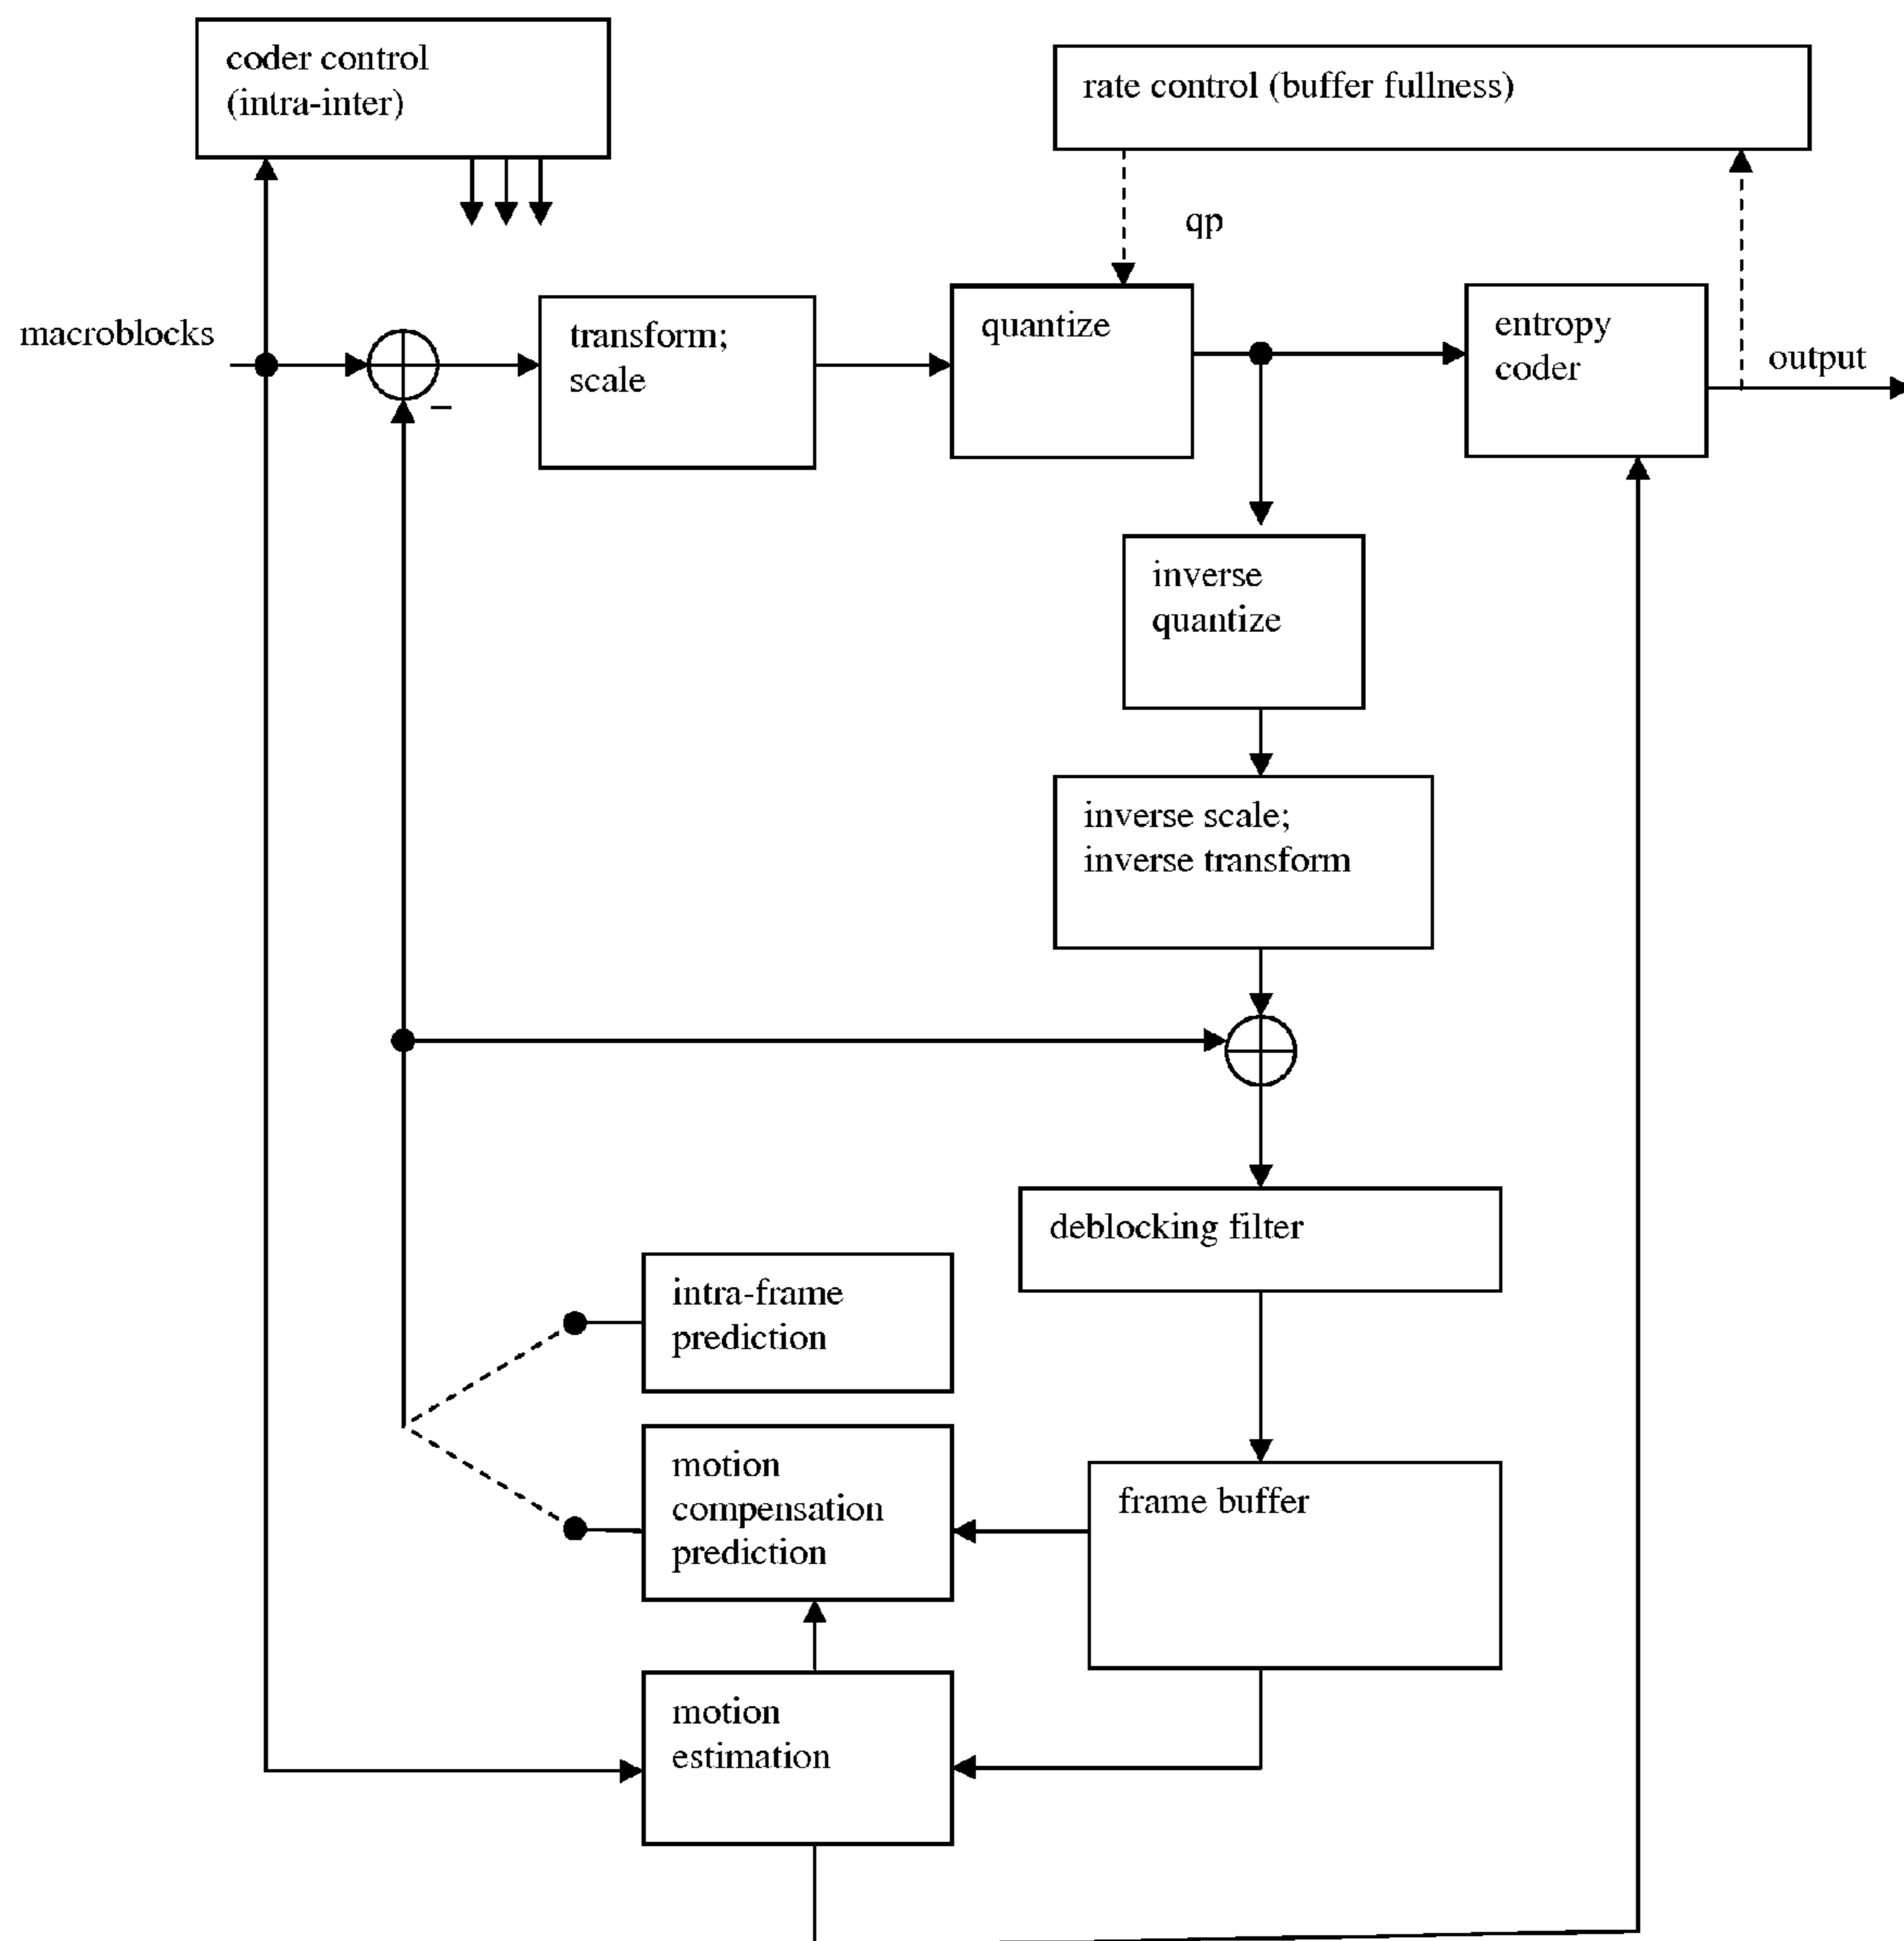 coder control
(intra-inter)
rate control (buffer fullness)
qp
macroblocks
transform;
scale
quantize
entropy
coder
output
–
inverse
quantize
inverse scale;
inverse transform
deblocking filter
intra-frame
prediction
motion
compensation
prediction
frame buffer
motion
estimation